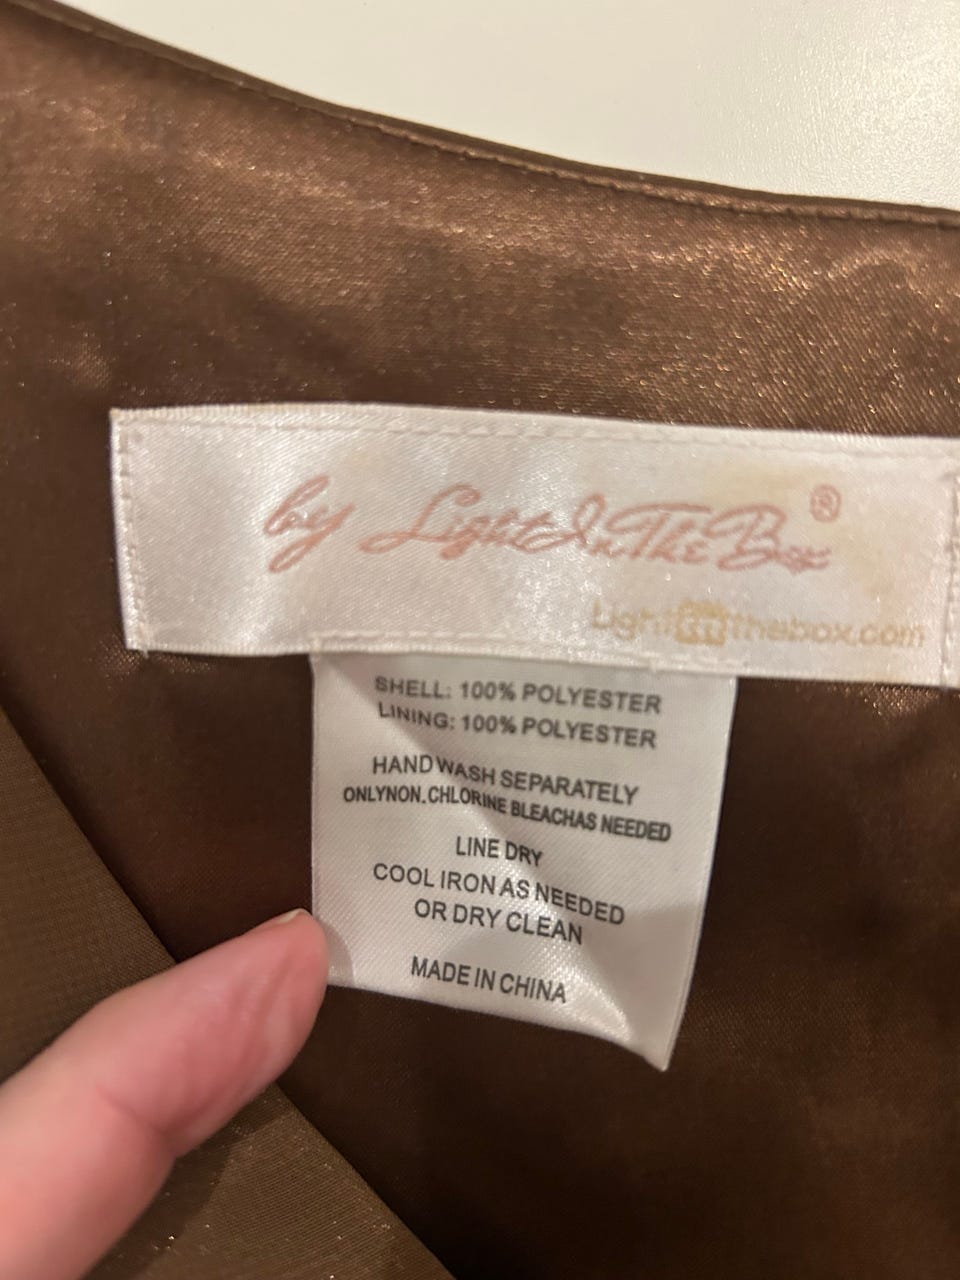 by LightInTheBox®
Lightinthebox.com
SHELL: 100% POLYESTER
LINING: 100% POLYESTER
HAND WASH SEPARATELY
ONLYNON.CHLORINE BLEACHAS NEEDED
LINE DRY
COOL IRON AS NEEDED
OR DRY CLEAN
MADE IN CHINA